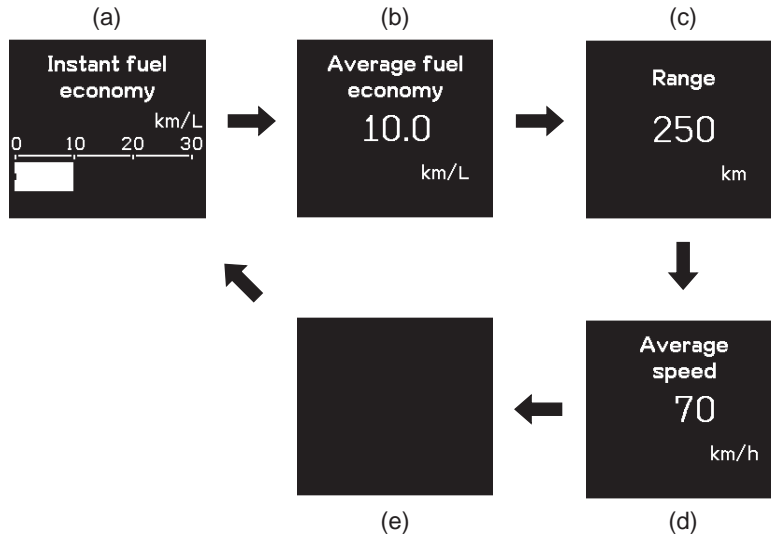 (a)
Instant fuel
economy
km/L
0 10 20 30
(b)
Average fuel
economy
10.0
km/L
(c)
Range
250
km
Average
speed
70
km/h
(d)
(e)